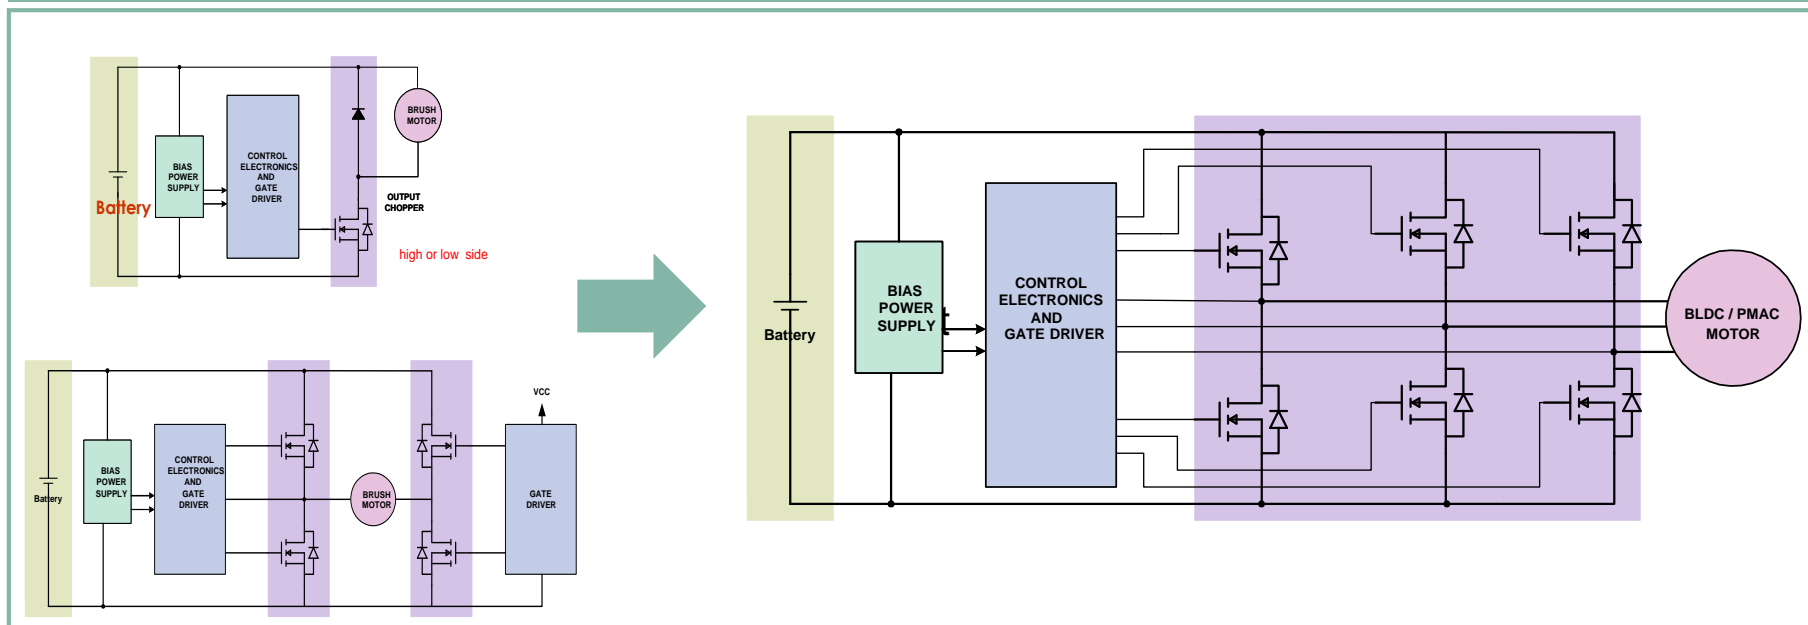 BRUSH
MOTOR
BIAS
POWER
SUPPLY
CONTROL
ELECTRONICS
AND
GATE
DRIVER
Battery
OUTPUT
CHOPPER
high or low side
VCC
BIAS
POWER
SUPPLY
CONTROL
ELECTRONICS
AND
GATE
DRIVER
Battery
BRUSH
MOTOR
GATE
DRIVER
Battery
BIAS
POWER
SUPPLY
CONTROL
ELECTRONICS
AND
GATE DRIVER
BLDC / PMAC
MOTOR